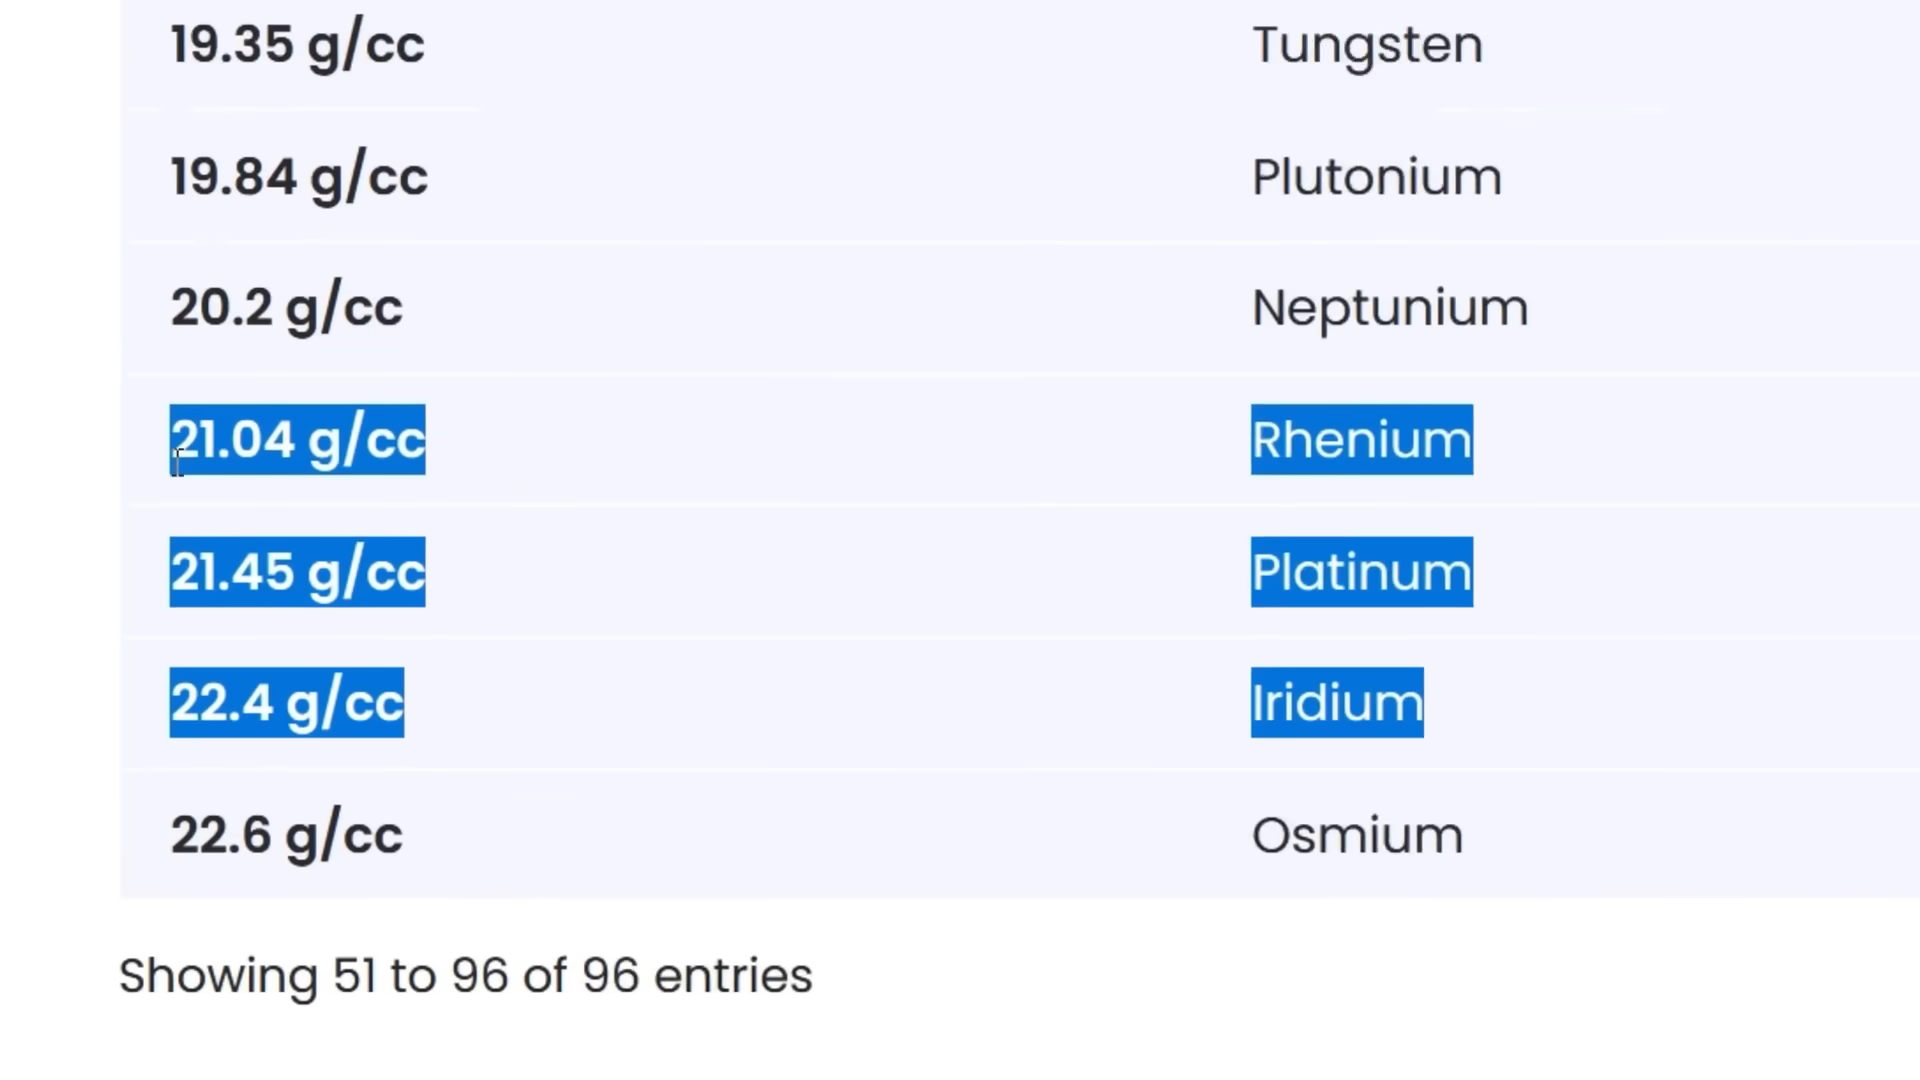 19.35 g/cc Tungsten
19.84 g/cc Plutonium
20.2 g/cc Neptunium
21.04 g/cc Rhenium
21.45 g/cc Platinum
22.4 g/cc Iridium
22.6 g/cc Osmium
Showing 51 to 96 of 96 entries